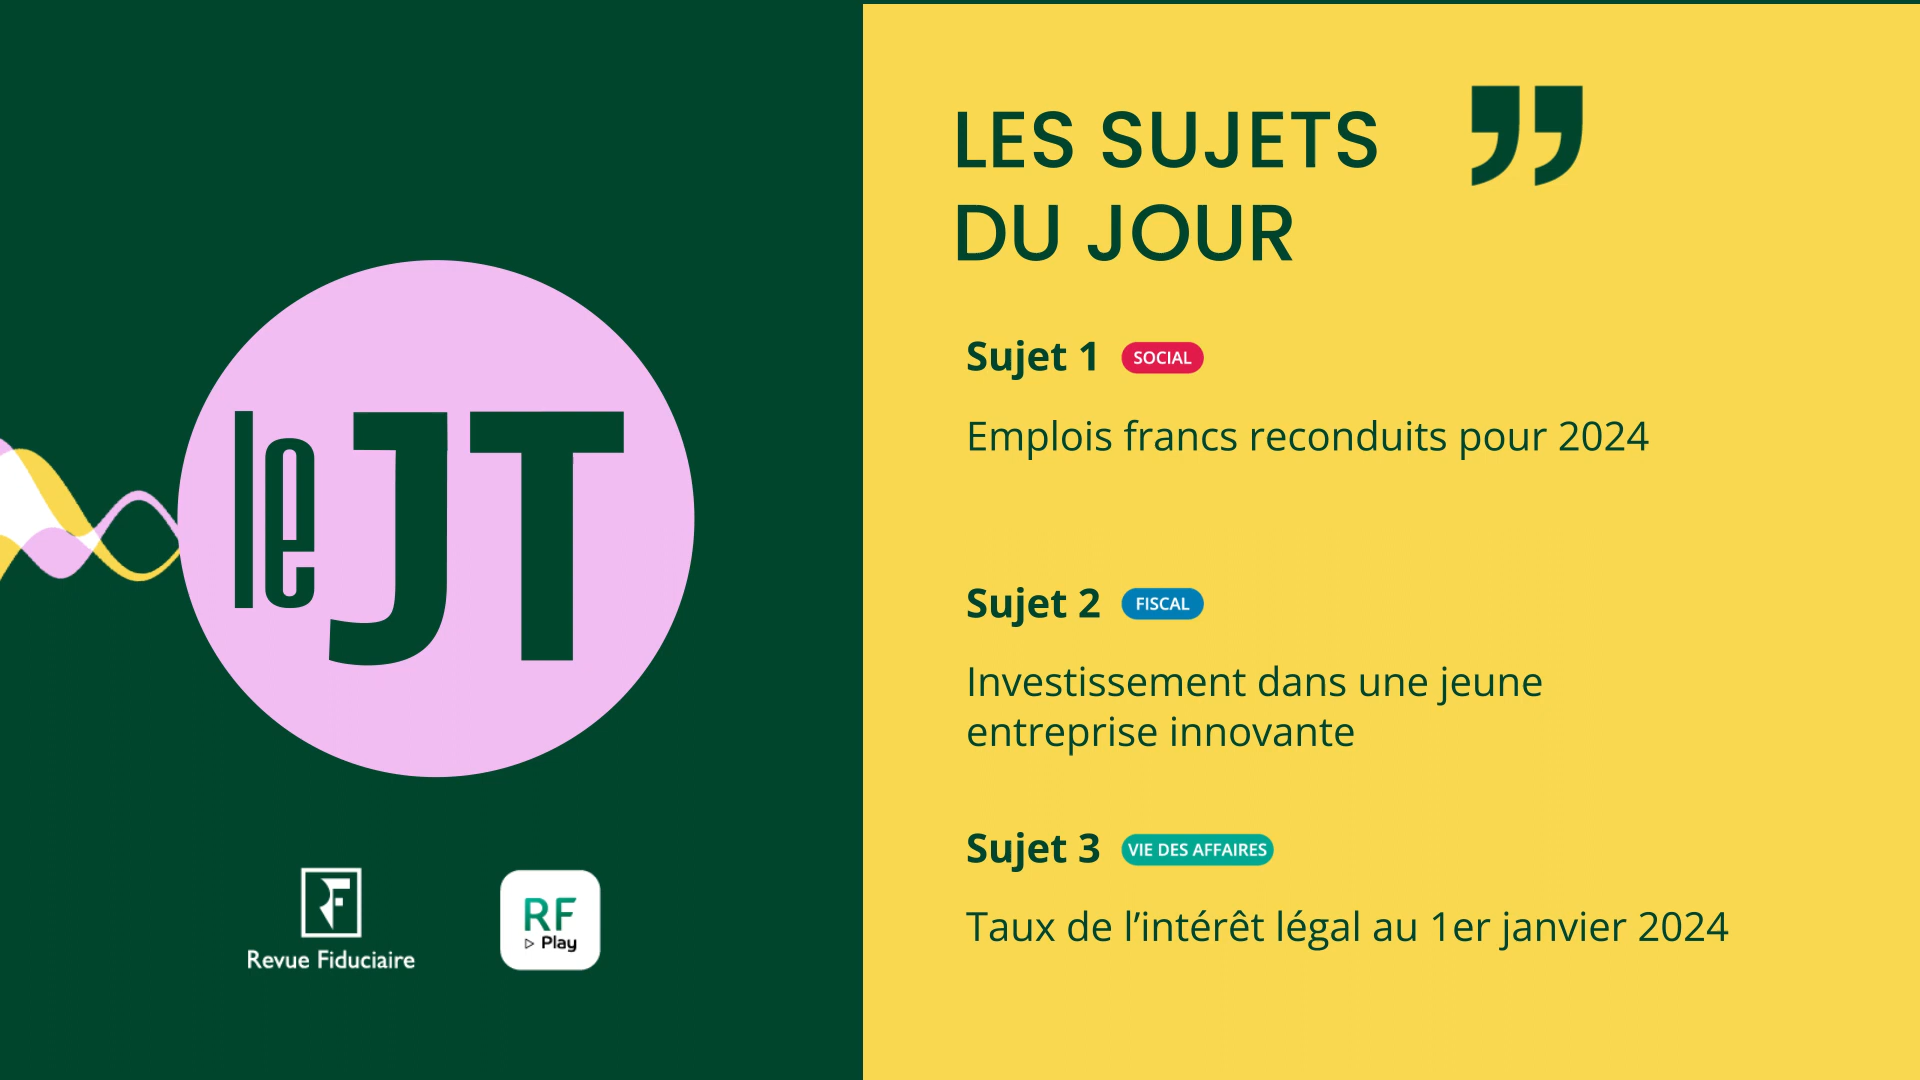 le JT
Revue Fiduciaire
RF
Play
LES SUJETS
DU JOUR
Sujet 1 SOCIAL
Emplois francs reconduits pour 2024
Sujet 2 FISCAL
Investissement dans une jeune
entreprise innovante
Sujet 3 VIE DES AFFAIRES
Taux de l’intérêt légal au 1er janvier 2024